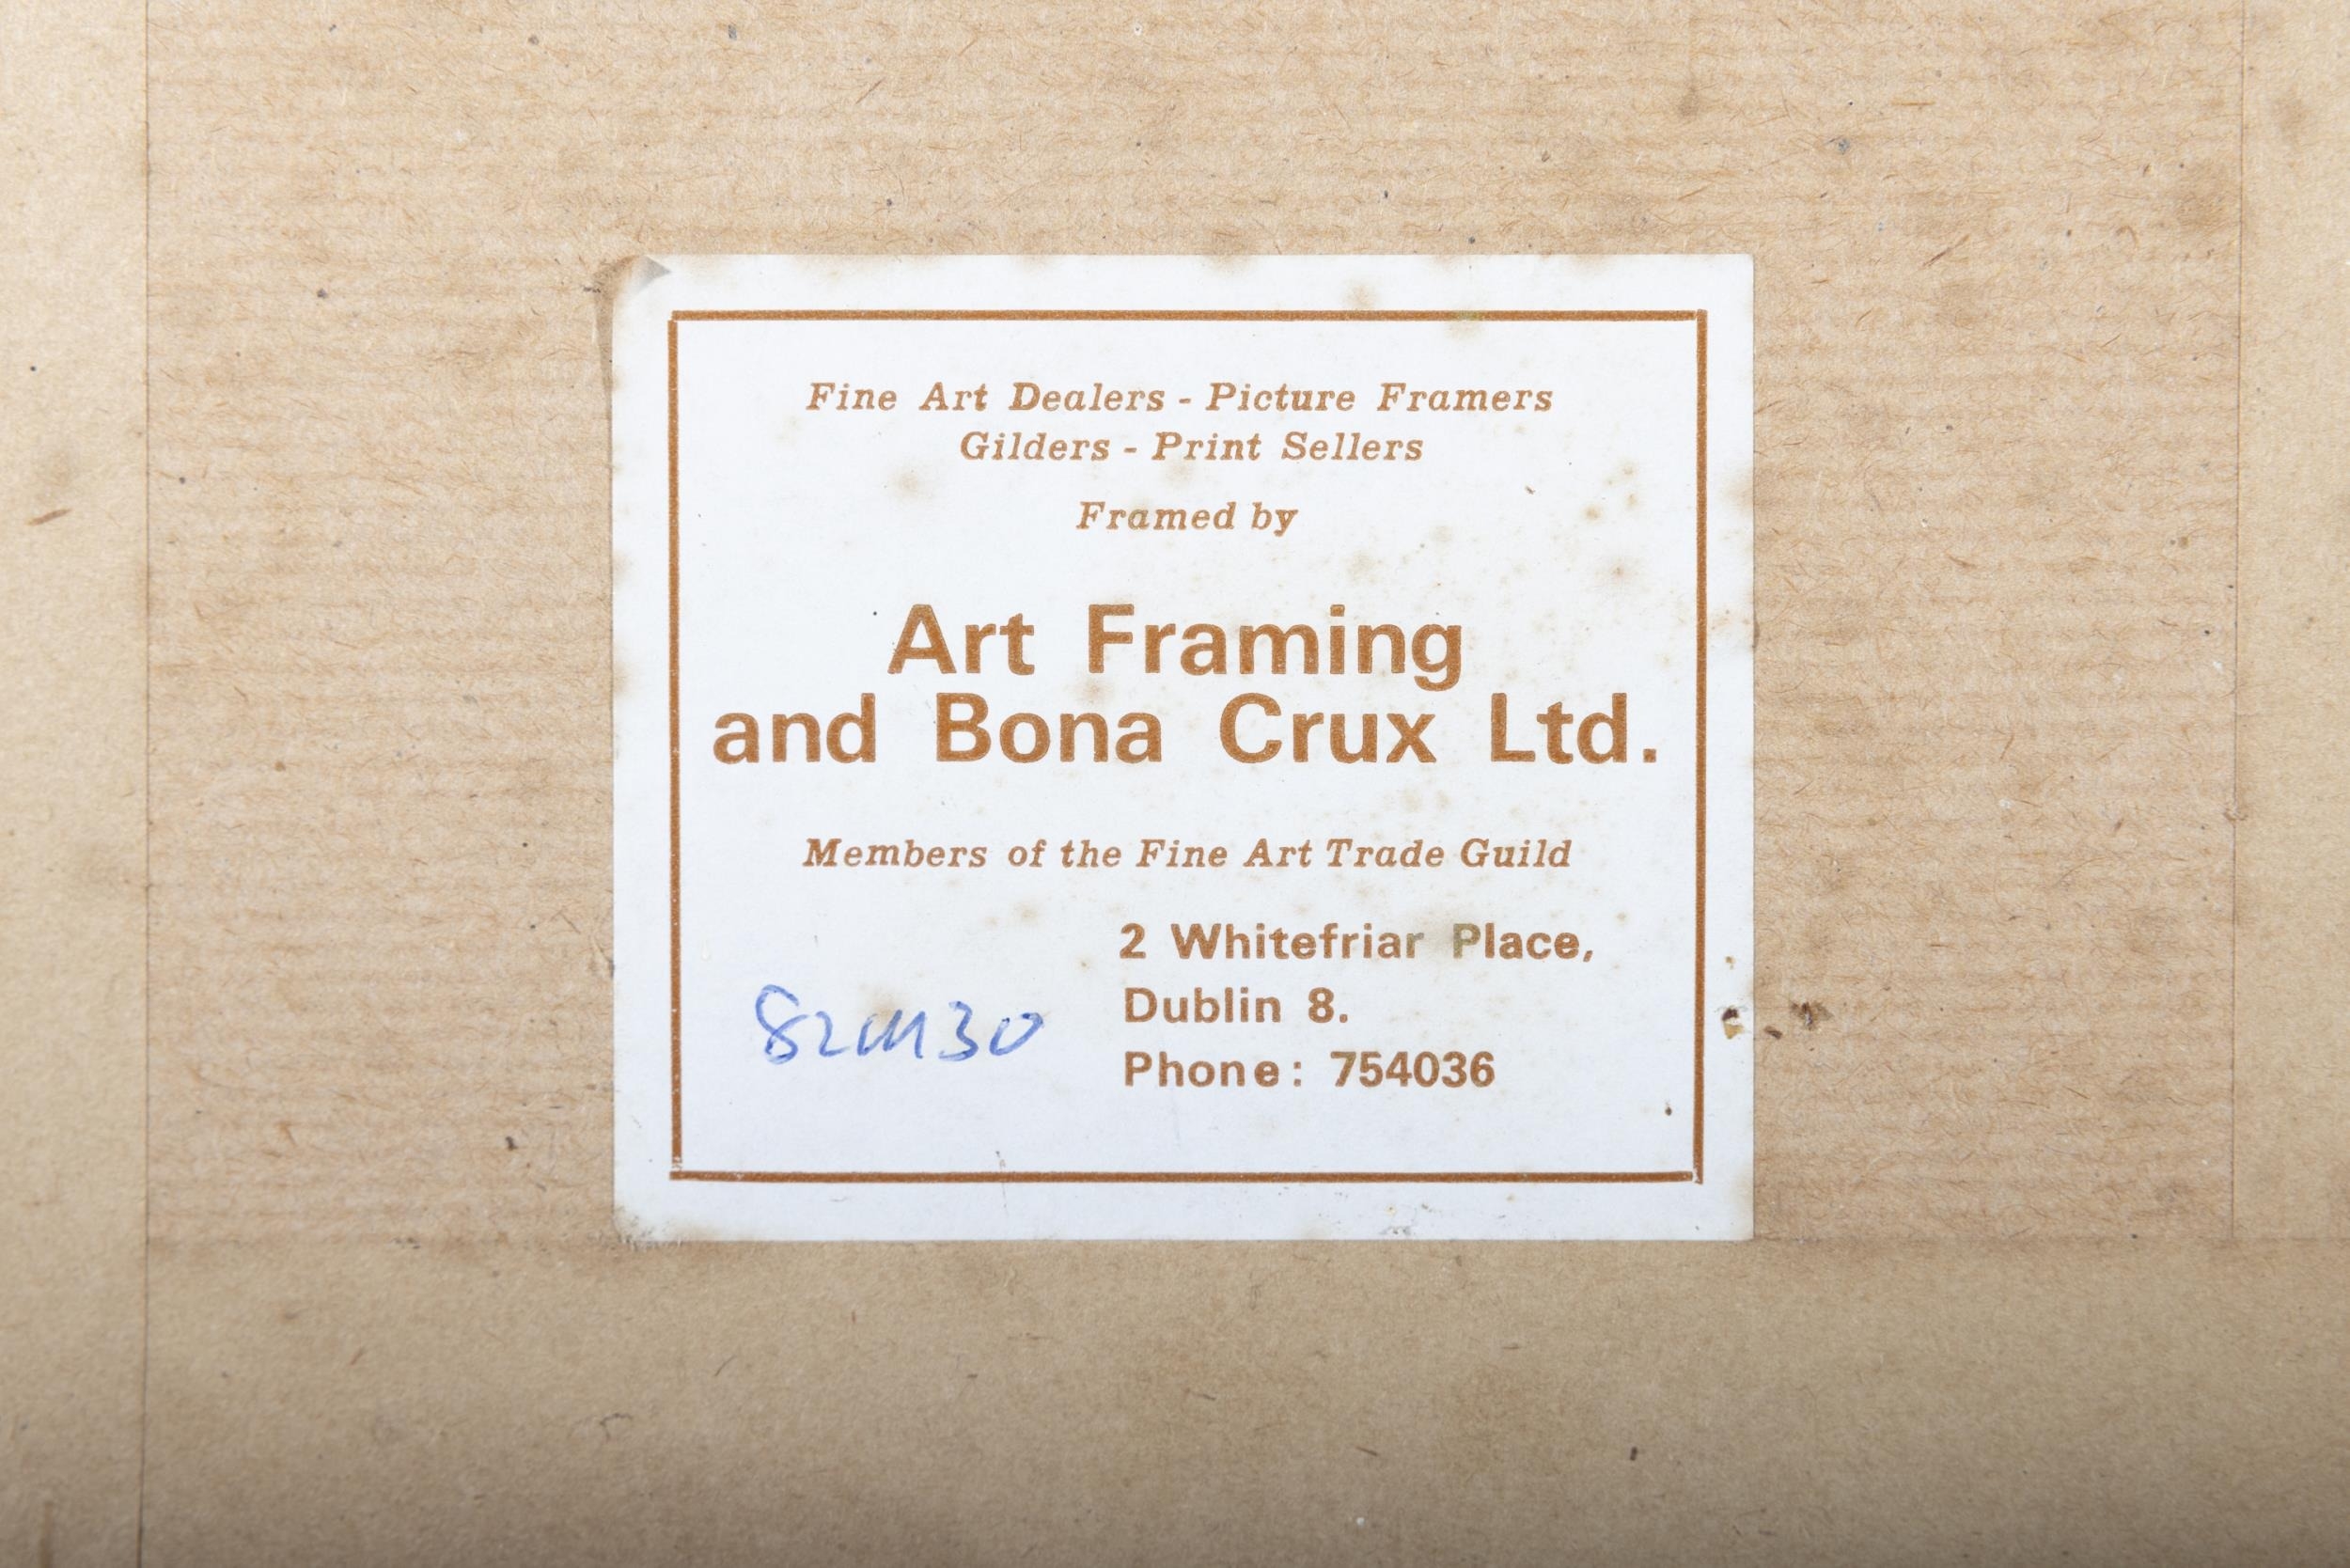 Fine Art Dealers - Picture Framers
Gilders - Print Sellers
Framed by
Art Framing
and Bona Crux Ltd.
Members of the Fine Art Trade Guild
2 Whitefriar Place,
Dublin 8.
Phone: 754036
82M30